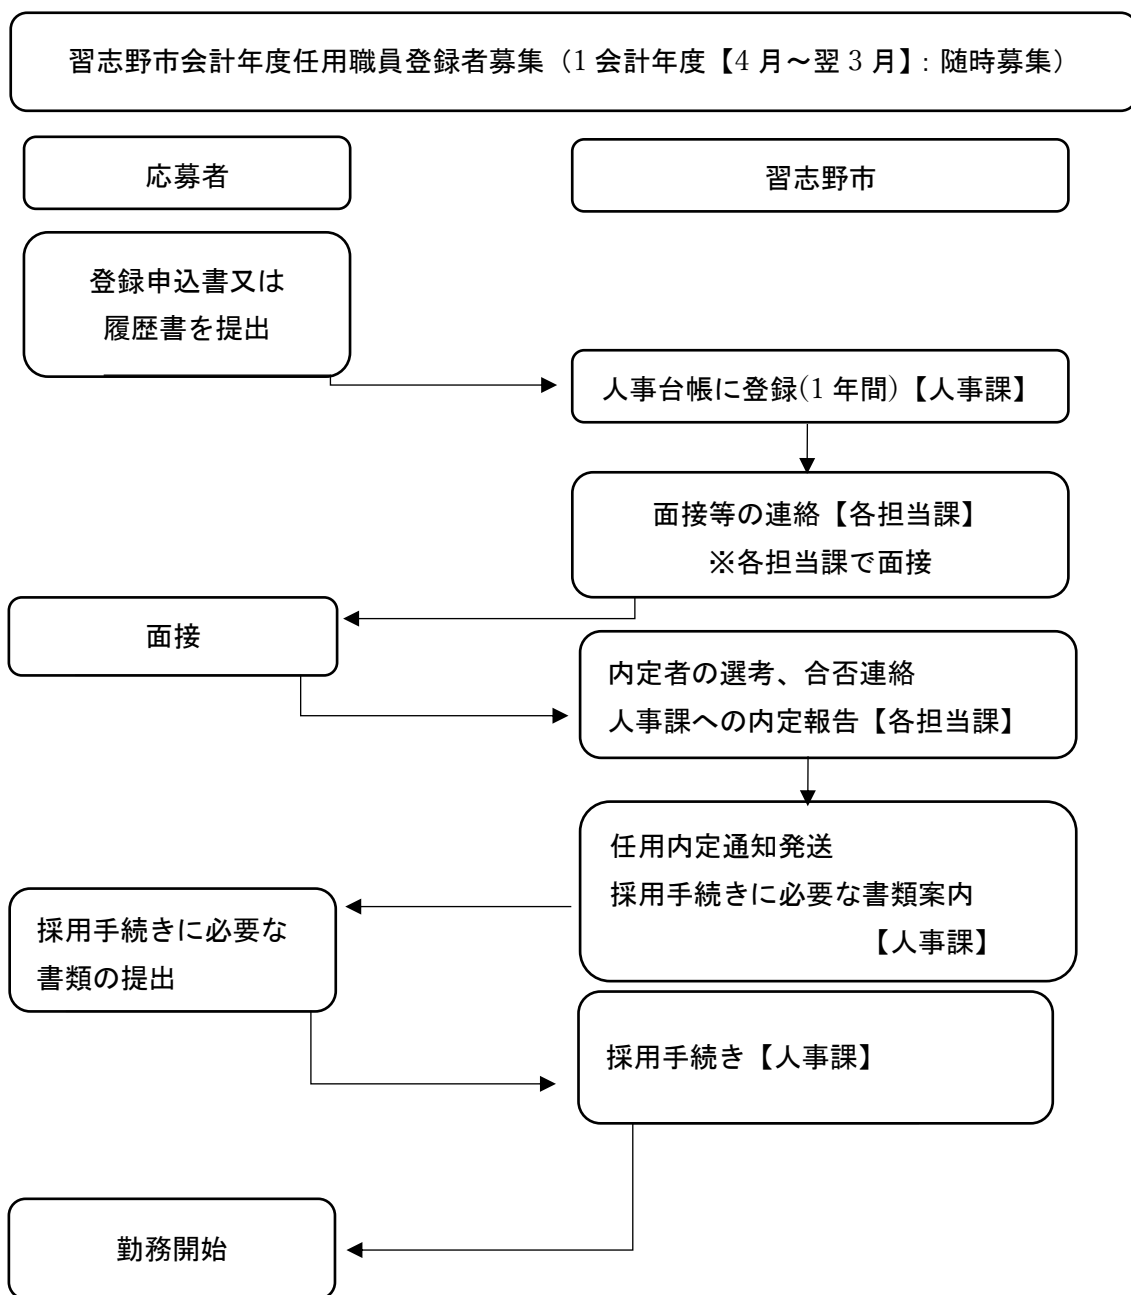 習志野市会計年度任用職員登録者募集（1 会計年度【4 月～翌 3 月】: 随時募集）
応募者
習志野市
登録申込書又は
履歴書を提出
人事台帳に登録(1 年間)【人事課】
面接等の連絡【各担当課】
※各担当課で面接
面接
内定者の選考、合否連絡
人事課への内定報告【各担当課】
任用内定通知発送
採用手続きに必要な書類案内
【人事課】
採用手続きに必要な
書類の提出
採用手続き【人事課】
勤務開始